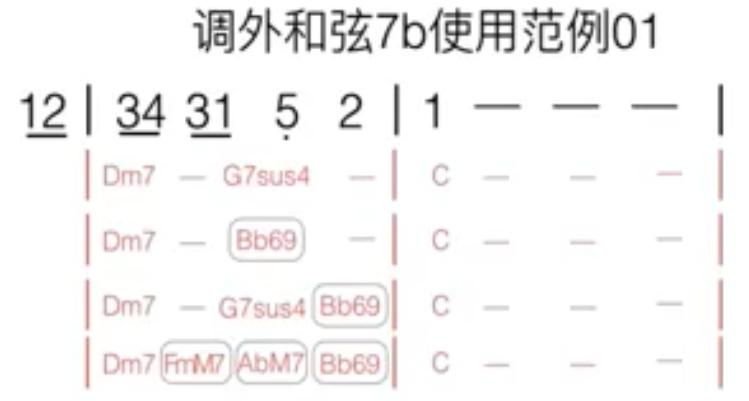 调外和弦7b使用范例01
12 | 34 31 5 2 | 1 — — — |
| Dm7 — G7sus4 — | C — — — |
| Dm7 — Bb69 — | C — — — |
| Dm7 — G7sus4 Bb69 | C — — — |
| Dm7 FmM7 AbM7 Bb69 | C — — — |